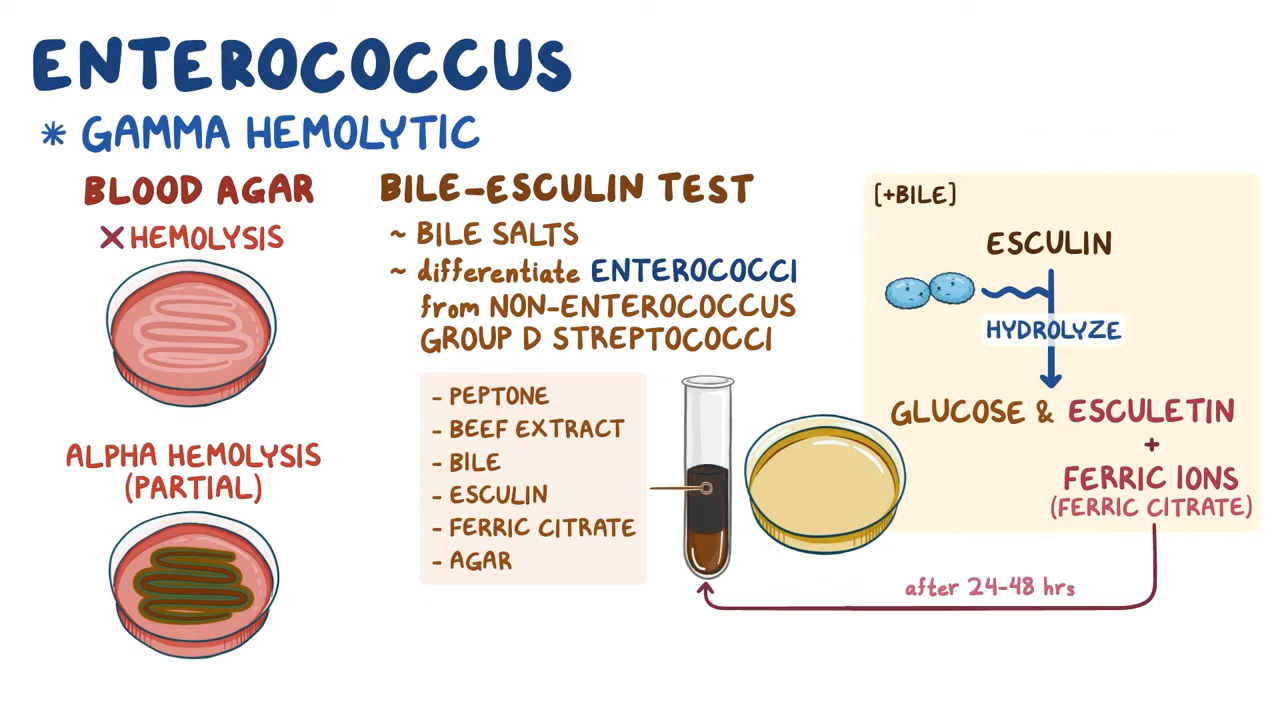 ENTEROCOCCUS
* GAMMA HEMOLYTIC
BLOOD AGAR
X HEMOLYSIS
ALPHA HEMOLYSIS
(PARTIAL)
BILE-ESCULIN TEST
~ BILE SALTS
~ differentiate ENTEROCOCCI
from NON-ENTEROCOCCUS
GROUP D STREPTOCOCCI
- PEPTONE
- BEEF EXTRACT
- BILE
- ESCULIN
- FERRIC CITRATE
- AGAR
[+BILE]
ESCULIN
HYDROLYZE
GLUCOSE & ESCULETIN
+
FERRIC IONS
(FERRIC CITRATE)
after 24-48 hrs